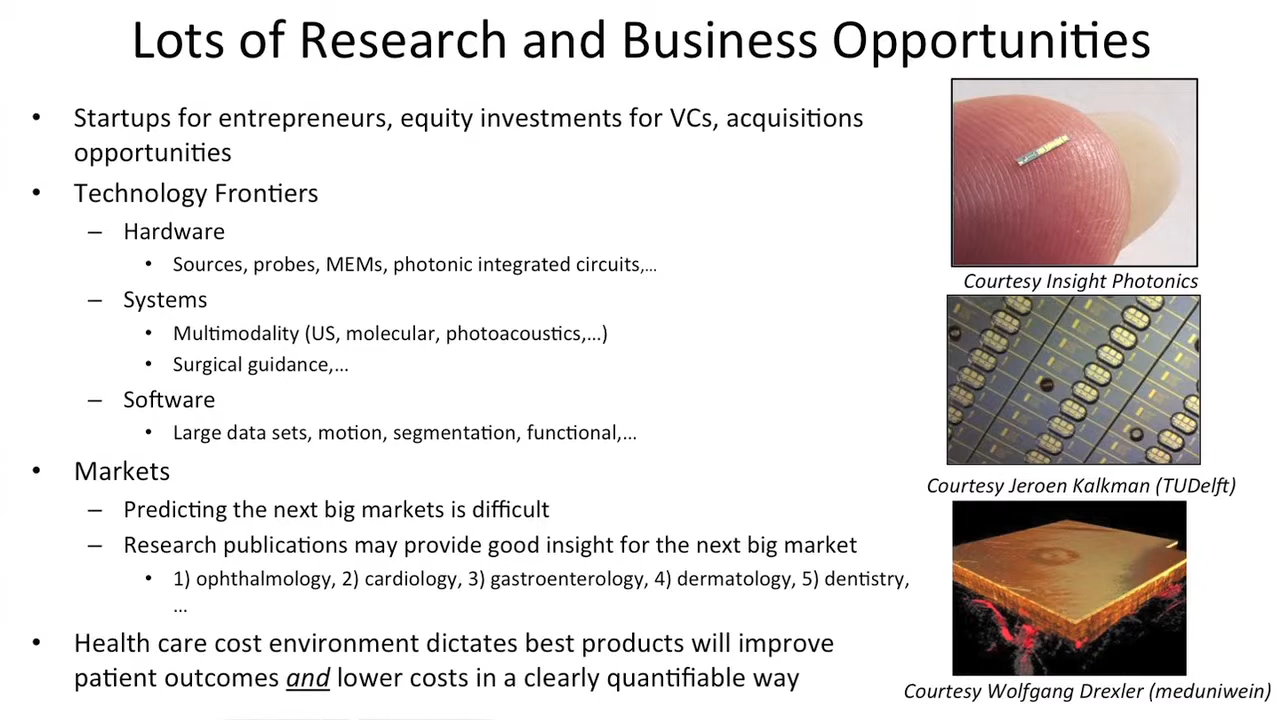 Lots of Research and Business Opportunities
• Startups for entrepreneurs, equity investments for VCs, acquisitions
opportunities
• Technology Frontiers
– Hardware
• Sources, probes, MEMs, photonic integrated circuits,…
– Systems
• Multimodality (US, molecular, photoacoustics,…)
• Surgical guidance,…
– Software
• Large data sets, motion, segmentation, functional,…
• Markets
– Predicting the next big markets is difficult
– Research publications may provide good insight for the next big market
• 1) ophthalmology, 2) cardiology, 3) gastroenterology, 4) dermatology, 5) dentistry,
…
• Health care cost environment dictates best products will improve
patient outcomes and lower costs in a clearly quantifiable way
Courtesy Insight Photonics
Courtesy Jeroen Kalkman (TUDelft)
Courtesy Wolfgang Drexler (meduniwein)